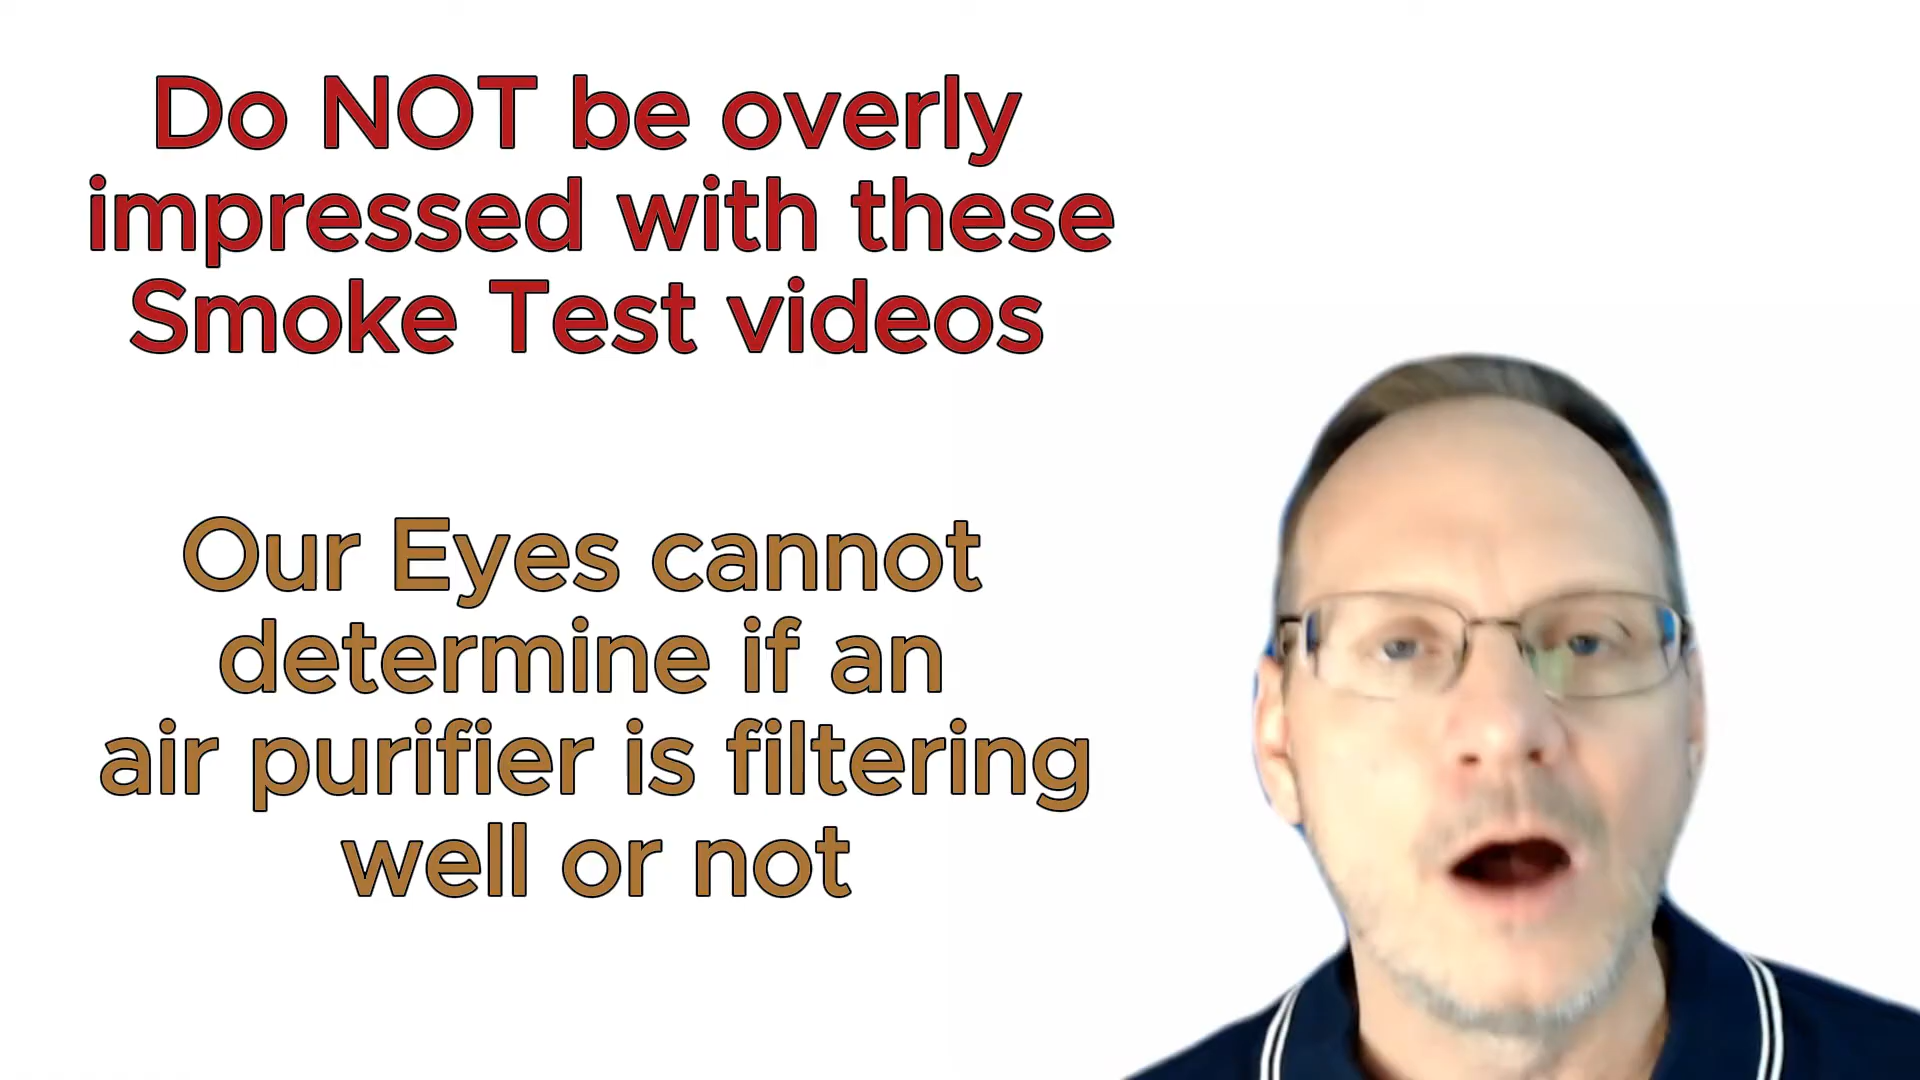 Do NOT be overly
impressed with these
Smoke Test videos
Our Eyes cannot
determine if an
air purifier is filtering
well or not